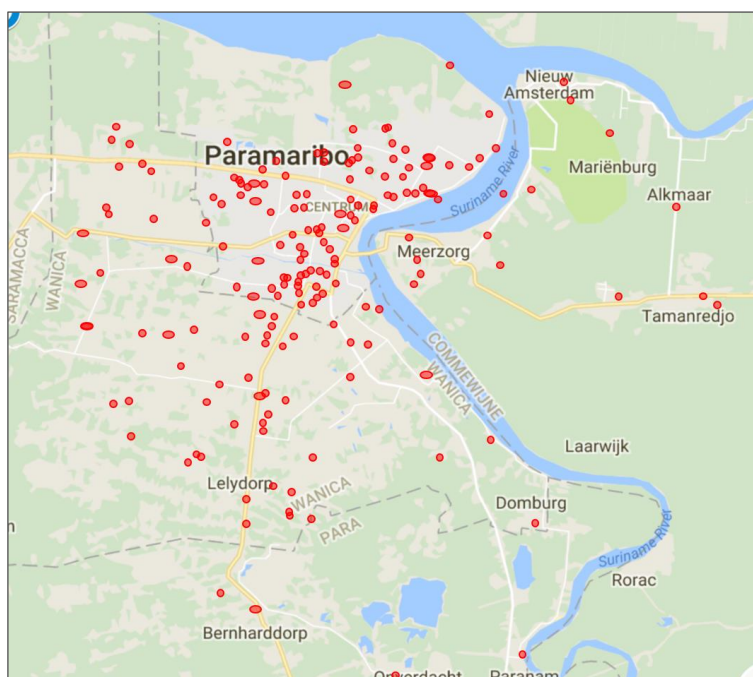 Nieuw
Amsterdam
Paramaribo
Mariënburg
Suriname River
Alkmaar
CENTRUM
Meerzorg
SARAMACCA
WANICA
Tamanredjo
COMMEWIJNE
WANICA
Laarwijk
Lelydorp
WANICA
PARA
Domburg
Suriname River
Rorac
Bernharddorp
Onverdacht
Paranam